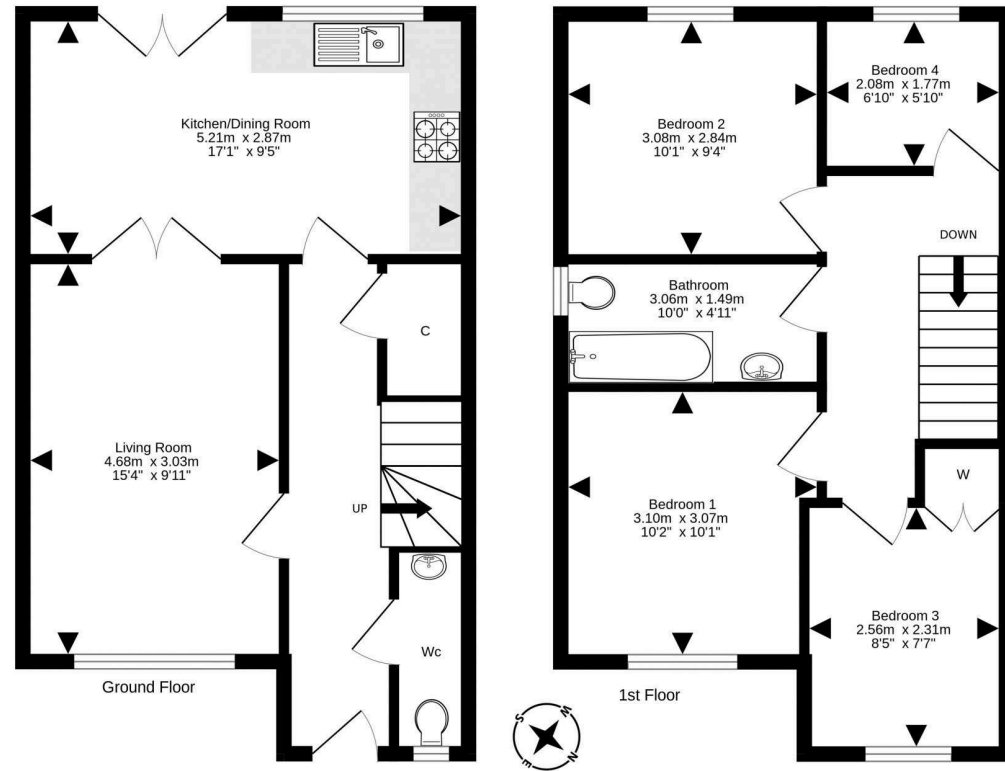 Kitchen/Dining Room
5.21m x 2.87m
17'1" x 9'5"
Living Room
4.68m x 3.03m
15'4" x 9'11"
C
UP
Wc
Ground Floor
Bedroom 2
3.08m x 2.84m
10'1" x 9'4"
Bedroom 4
2.08m x 1.77m
6'10" x 5'10"
DOWN
Bathroom
3.06m x 1.49m
10'0" x 4'11"
Bedroom 1
3.10m x 3.07m
10'2" x 10'1"
W
Bedroom 3
2.56m x 2.31m
8'5" x 7'7"
1st Floor
S
W
E
N